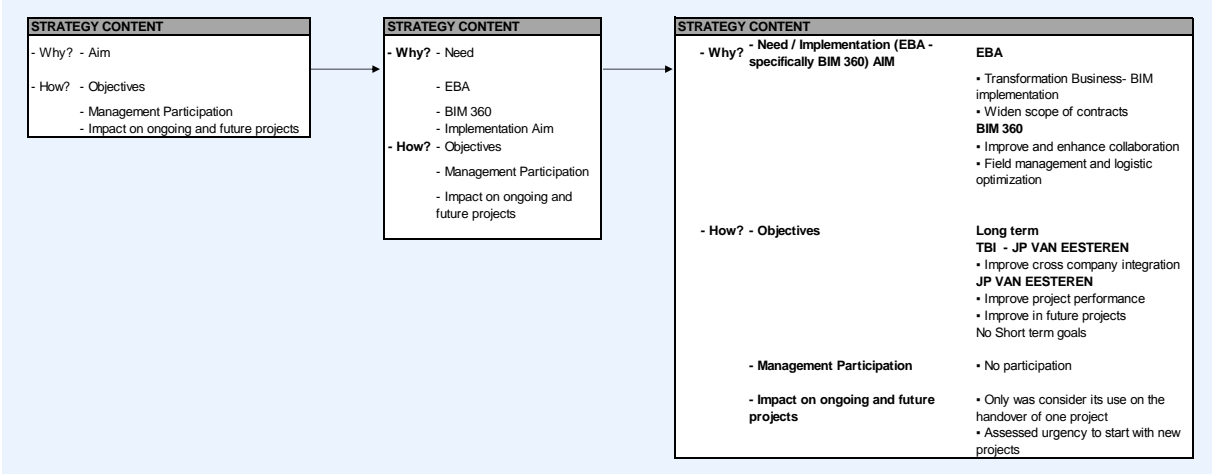 STRATEGY CONTENT
- Why? - Aim
- How? - Objectives
- Management Participation
- Impact on ongoing and future projects
STRATEGY CONTENT
- Why? - Need
- EBA
- BIM 360
- Implementation Aim
- How? - Objectives
- Management Participation
- Impact on ongoing and
future projects
STRATEGY CONTENT
- Why? - Need / Implementation (EBA -
specifically BIM 360) AIM
EBA
▪ Transformation Business- BIM
implementation
▪ Widen scope of contracts
BIM 360
▪ Improve and enhance collaboration
▪ Field management and logistic
optimization
- How? - Objectives
Long term
TBI - JP VAN EESTEREN
▪ Improve cross company integration
JP VAN EESTEREN
▪ Improve project performance
▪ Improve in future projects
No Short term goals
- Management Participation
▪ No participation
- Impact on ongoing and future
projects
▪ Only was consider its use on the
handover of one project
▪ Assessed urgency to start with new
projects